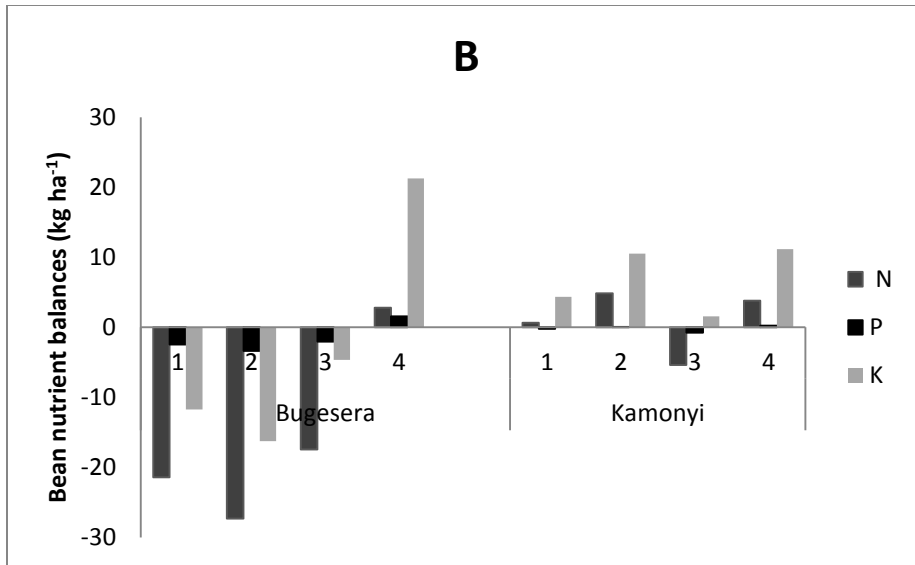 B
Bean nutrient balances (kg ha-1)
30
20
10
0
-10
-20
-30
1 2 3 4 1 2 3 4
Bugesera Kamonyi
N
P
K